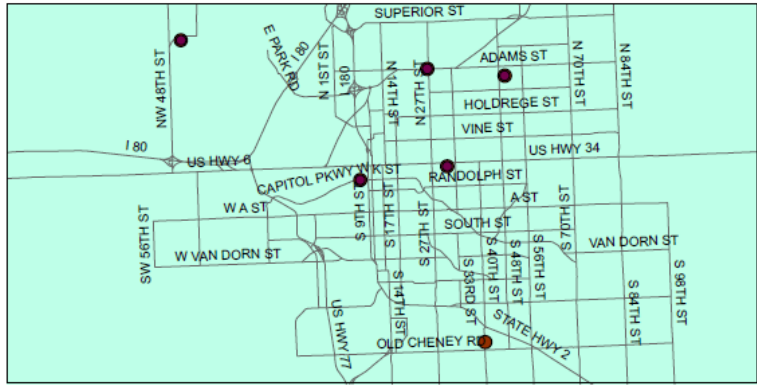 SUPERIOR ST
E PARK RD
I 80
N 1ST ST
I 180
NW 48TH ST
N 14TH ST
N 27TH ST
ADAMS ST
N 70TH ST
N 84TH ST
HOLDREGE ST
VINE ST
I 80
US HWY 6
US HWY 34
CAPITOL PKWY W
K ST
RANDOLPH ST
W A ST
A ST
SW 56TH ST
S 9TH ST
S 17TH ST
S 27TH ST
SOUTH ST
S 70TH ST
W VAN DORN ST
VAN DORN ST
S 40TH ST
S 48TH ST
S 56TH ST
S 33RD ST
S 14TH ST
S 84TH ST
S 98TH ST
US HWY 77
OLD CHENEY RD
STATE HWY 2